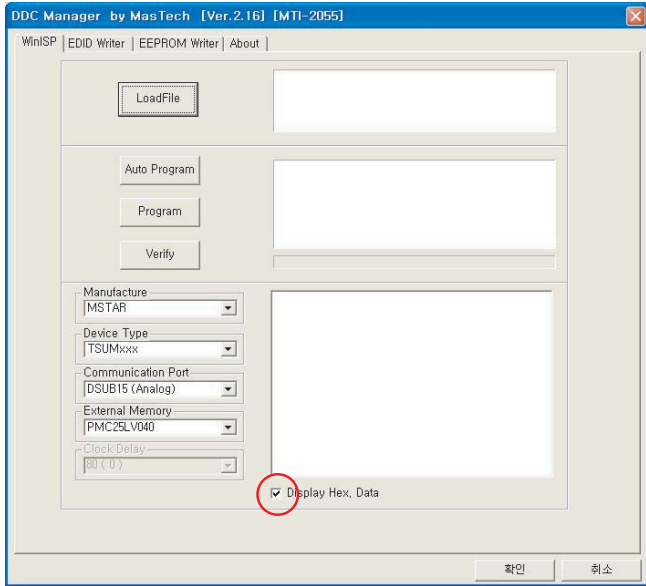 DDC Manager by MasTech [Ver.2.16] [MTI-2055]
WinISP EDID Writer EEPROM Writer About
LoadFile
Auto Program
Program
Verify
Manufacture
MSTAR
Device Type
TSUMxxx
Communication Port
DSUB15 (Analog)
External Memory
PMC25LV040
Clock Delay
80 ( 0 )
Display Hex, Data
확인 취소